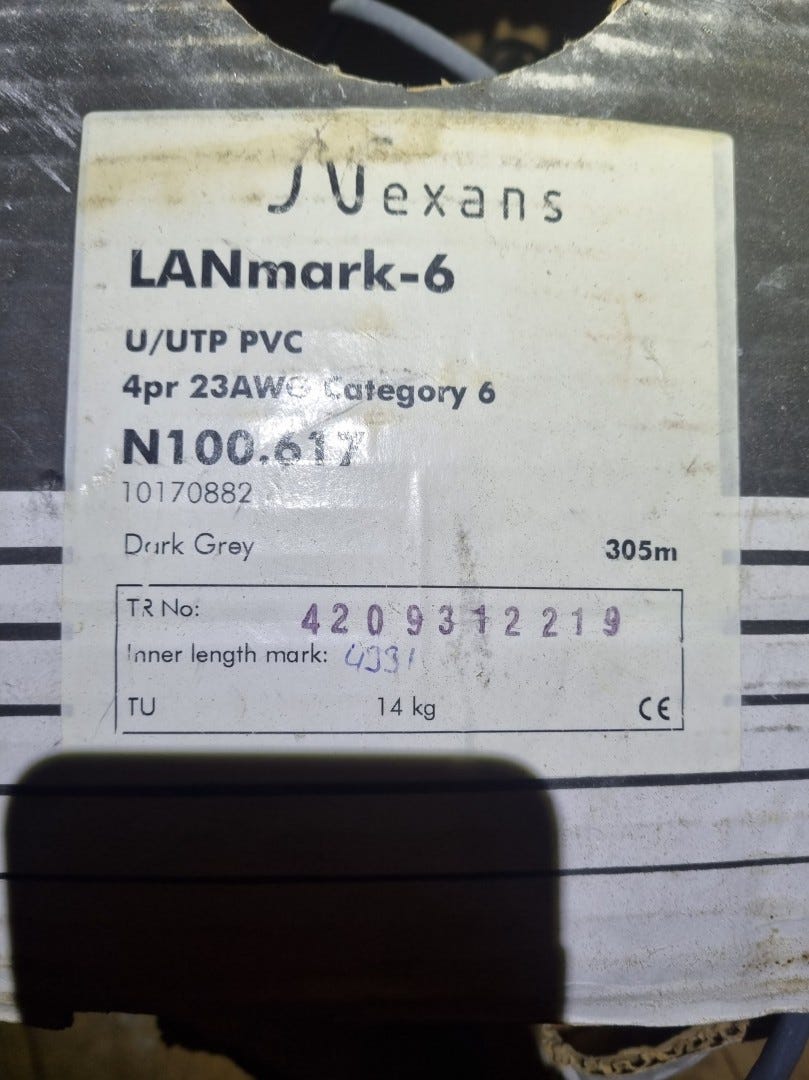 Nexans
LANmark-6
U/UTP PVC
4pr 23AWG Category 6
N100.617
10170882
Dark Grey 305m
TR No: 4209312219
Inner length mark: 4331
TU 14 kg CE